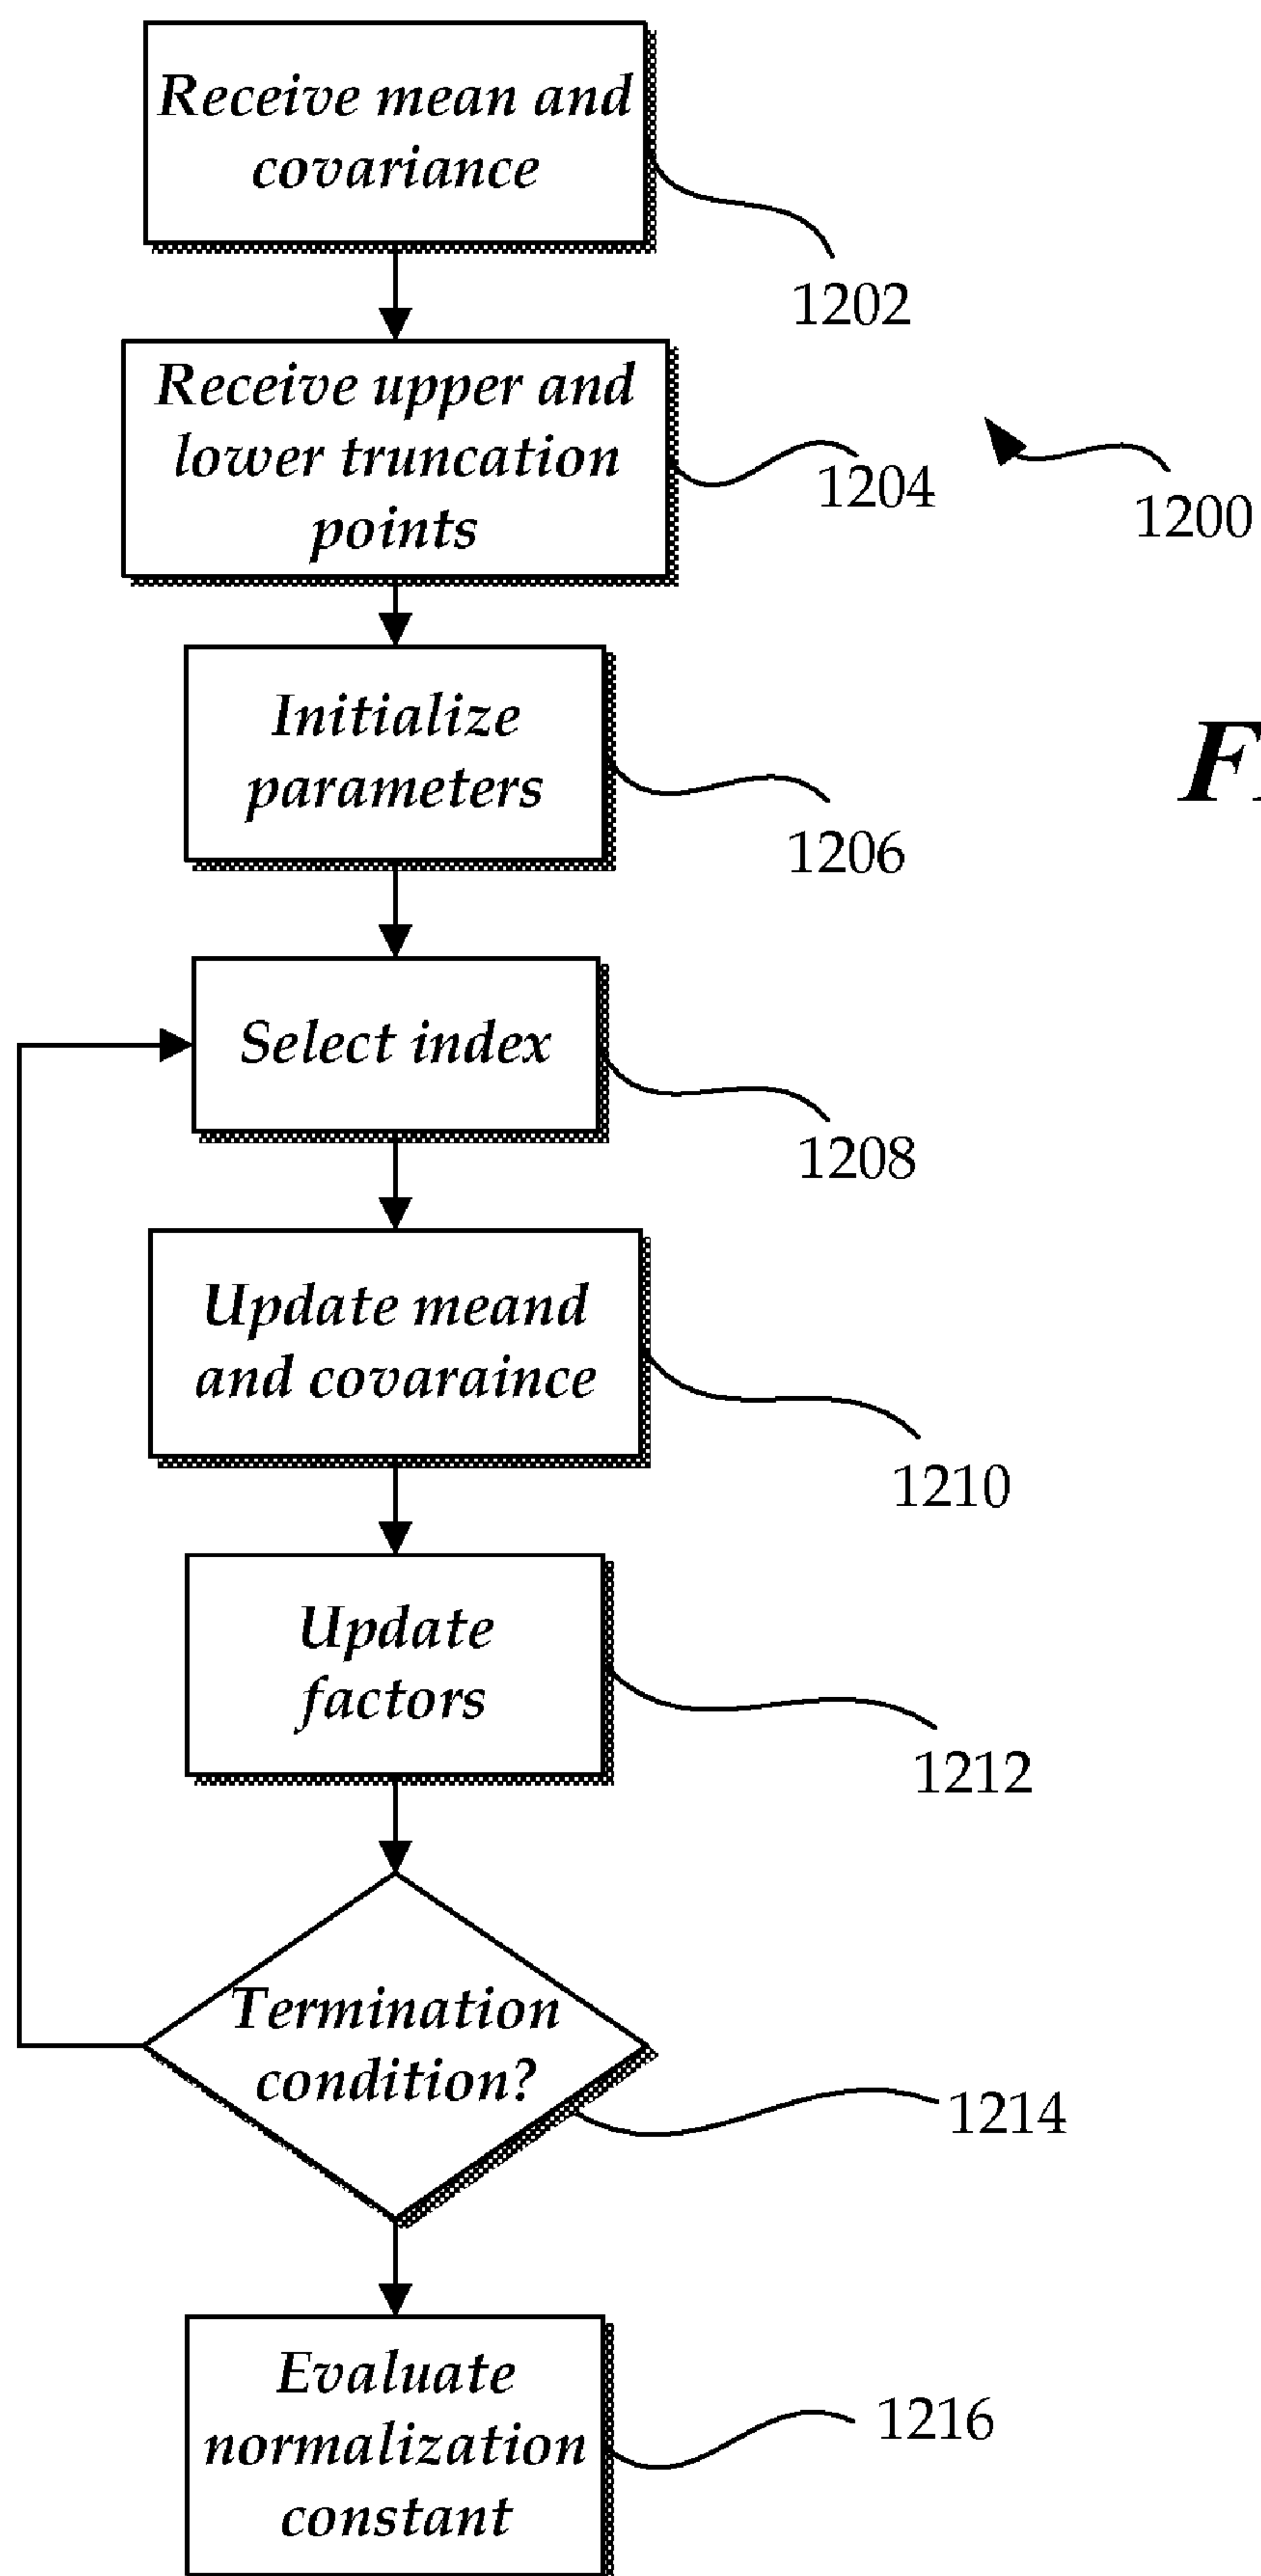 Receive mean and
covariance
1202
Receive upper and
lower truncation
points
1204
1200
Initialize
parameters
1206
Select index
1208
Update meand
and covaraince
1210
Update
factors
1212
Termination
condition?
1214
Evaluate
normalization
constant
1216